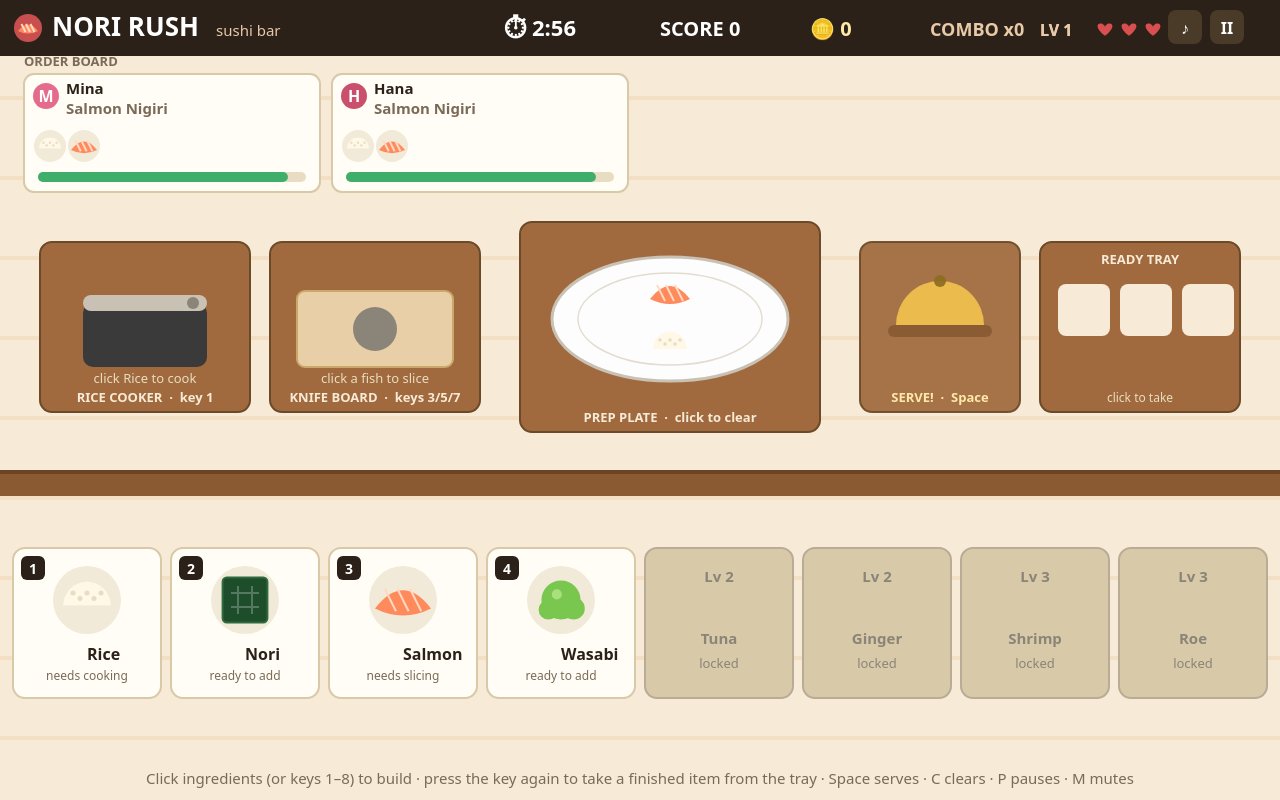 NORI RUSH sushi bar ⏱ 2:56 SCORE 0 🪙 0 COMBO x0 LV 1 ♪ II
ORDER BOARD
M Mina
Salmon Nigiri
H Hana
Salmon Nigiri
click Rice to cook
RICE COOKER · key 1
click a fish to slice
KNIFE BOARD · keys 3/5/7
PREP PLATE · click to clear
SERVE! · Space
READY TRAY
click to take
1
Rice
needs cooking
2
Nori
ready to add
3
Salmon
needs slicing
4
Wasabi
ready to add
Lv 2
Tuna
locked
Lv 2
Ginger
locked
Lv 3
Shrimp
locked
Lv 3
Roe
locked
Click ingredients (or keys 1–8) to build · press the key again to take a finished item from the tray · Space serves · C clears · P pauses · M mutes